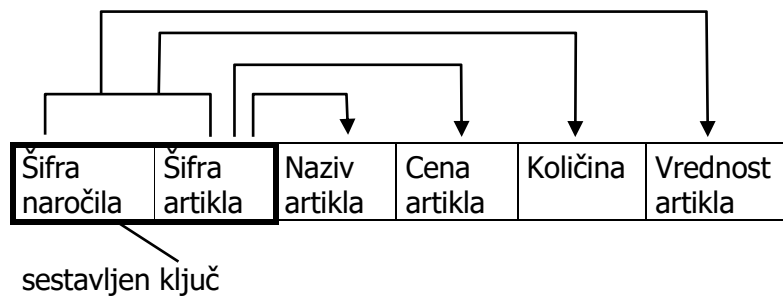 Šifra naročila
Šifra artikla
Naziv artikla
Cena artikla
Količina
Vrednost artikla
sestavljen ključ